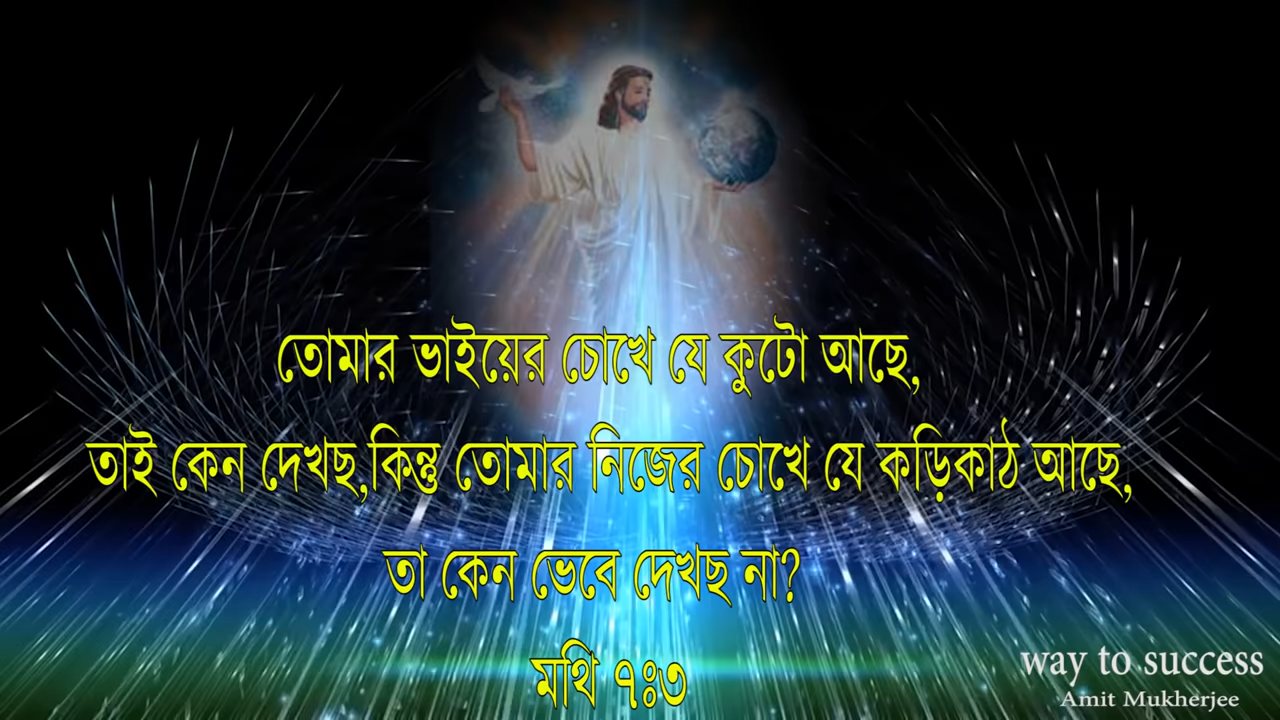 তোমার ভাইয়ের চোখে যে কুটো আছে,
তাই কেন দেখছ,কিন্তু তোমার নিজের চোখে যে কড়িকাঠ আছে,
তা কেন ভেবে দেখছ না?
মথি ৭ঃ৩
way to success
Amit Mukherjee